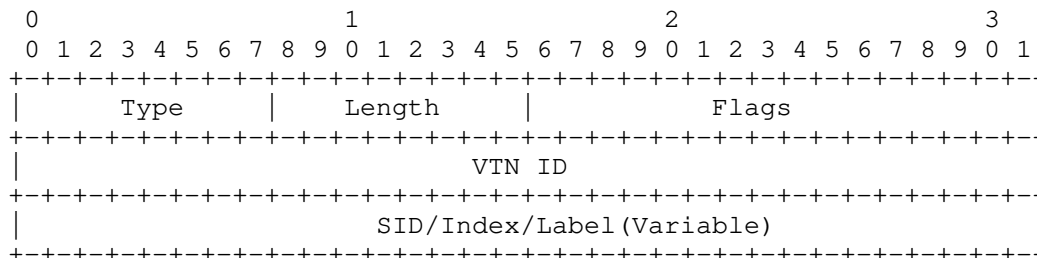 0                   1                   2                   3
0 1 2 3 4 5 6 7 8 9 0 1 2 3 4 5 6 7 8 9 0 1 2 3 4 5 6 7 8 9 0 1
+-+-+-+-+-+-+-+-+-+-+-+-+-+-+-+-+-+-+-+-+-+-+-+-+-+-+-+-+-+-+-+-
|      Type     |    Length     |           Flags
+-+-+-+-+-+-+-+-+-+-+-+-+-+-+-+-+-+-+-+-+-+-+-+-+-+-+-+-+-+-+-+-
|                            VTN ID
+-+-+-+-+-+-+-+-+-+-+-+-+-+-+-+-+-+-+-+-+-+-+-+-+-+-+-+-+-+-+-+-
|                      SID/Index/Label(Variable)
+-+-+-+-+-+-+-+-+-+-+-+-+-+-+-+-+-+-+-+-+-+-+-+-+-+-+-+-+-+-+-+-